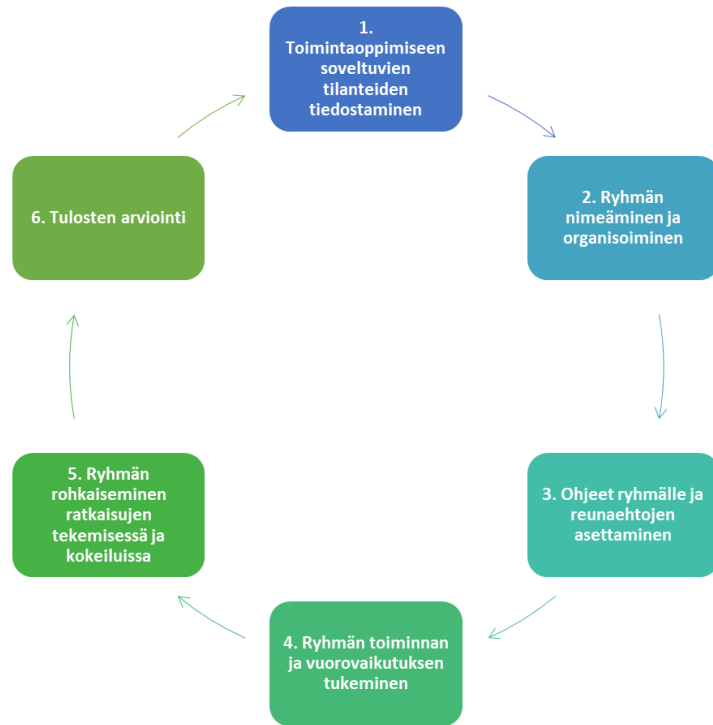 1.
Toimintaoppimiseen
soveltuvien
tilanteiden
tiedostaminen
2. Ryhmän
nimeäminen ja
organisoiminen
3. Ohjeet ryhmälle ja
reunaehtojen
asettaminen
4. Ryhmän toiminnan
ja vuorovaikutuksen
tukeminen
5. Ryhmän
rohkaiseminen
ratkaisujen
tekemisessä ja
kokeiluissa
6. Tulosten arviointi